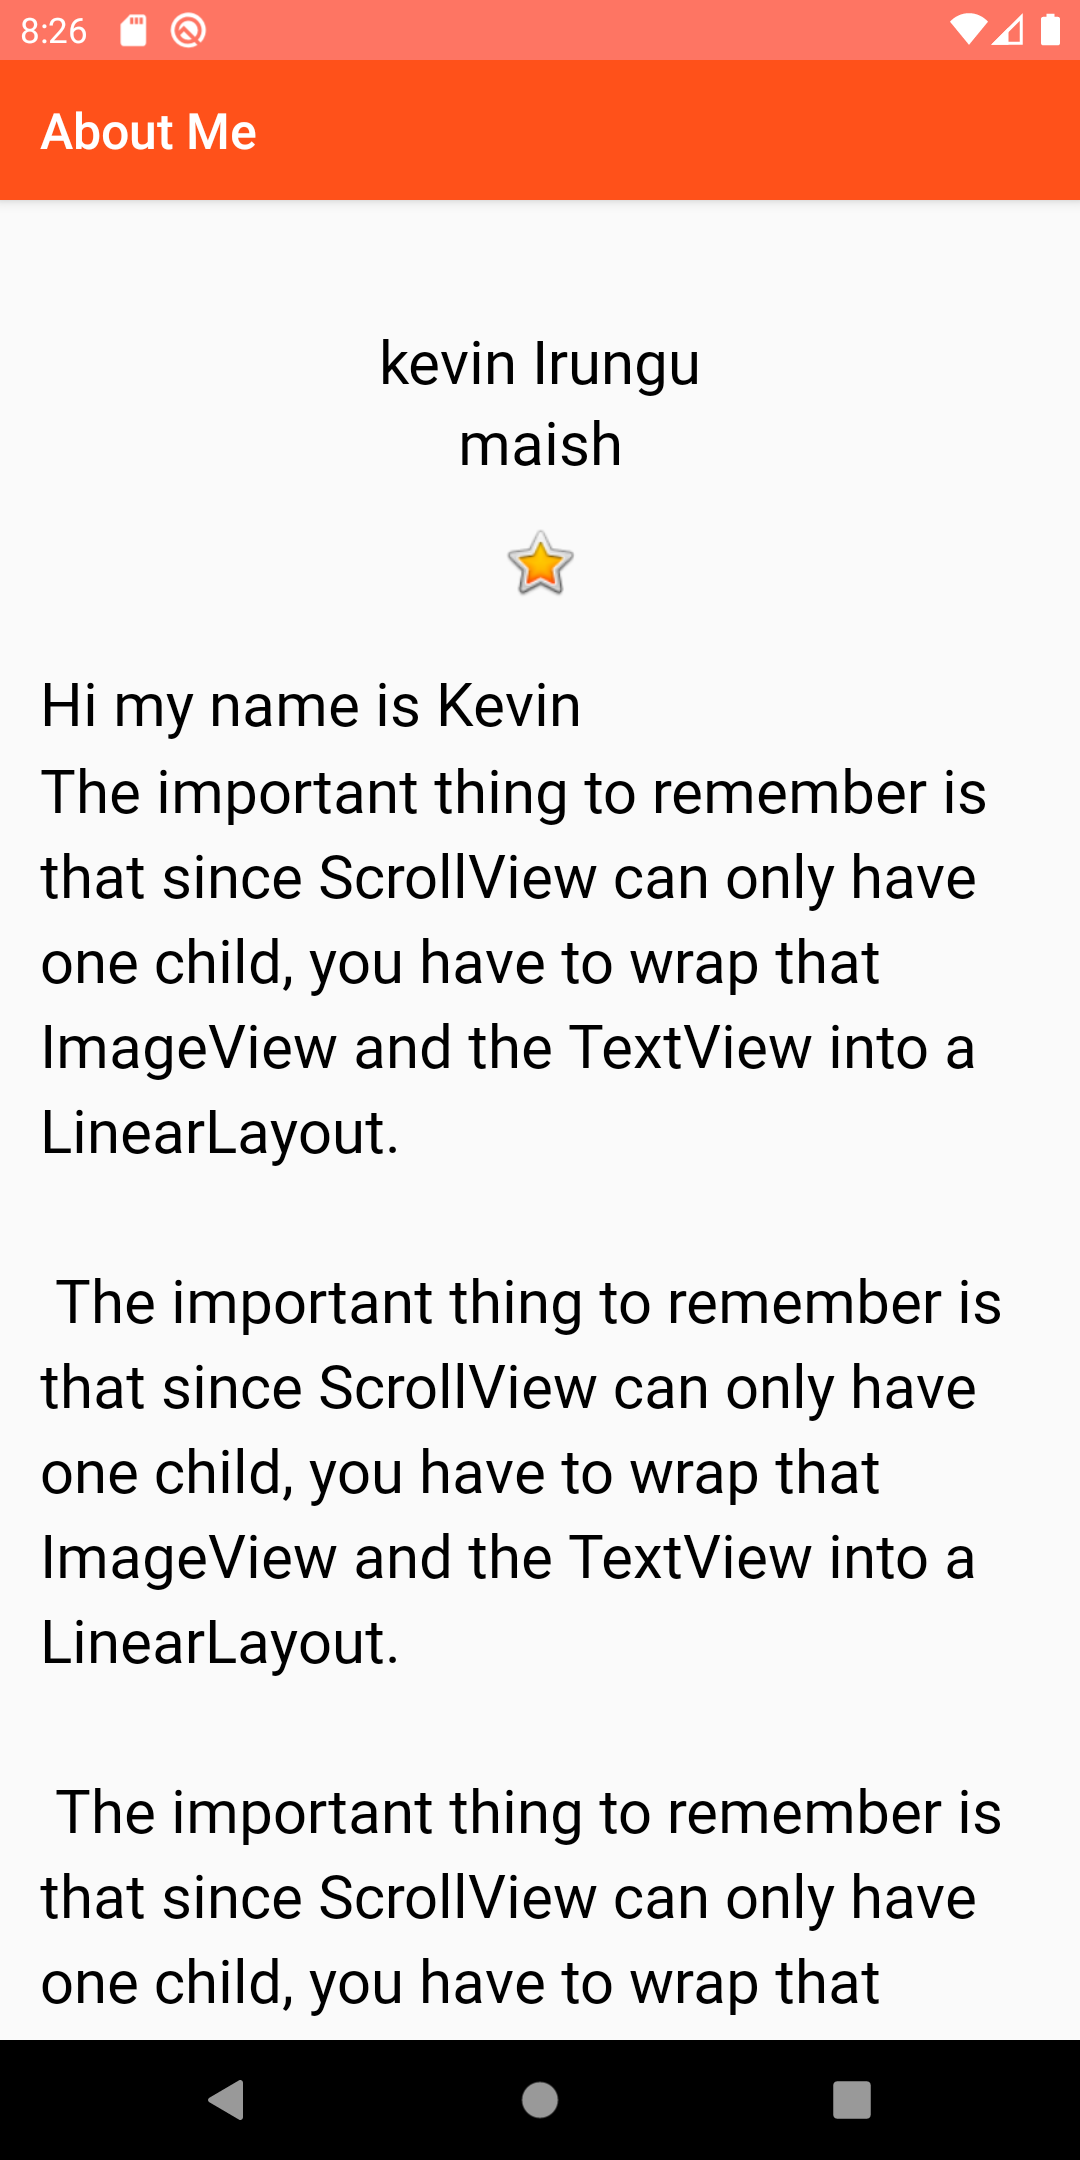 8:26
About Me
kevin Irungu
maish
Hi my name is Kevin
The important thing to remember is
that since ScrollView can only have
one child, you have to wrap that
ImageView and the TextView into a
LinearLayout.
The important thing to remember is
that since ScrollView can only have
one child, you have to wrap that
ImageView and the TextView into a
LinearLayout.
The important thing to remember is
that since ScrollView can only have
one child, you have to wrap that